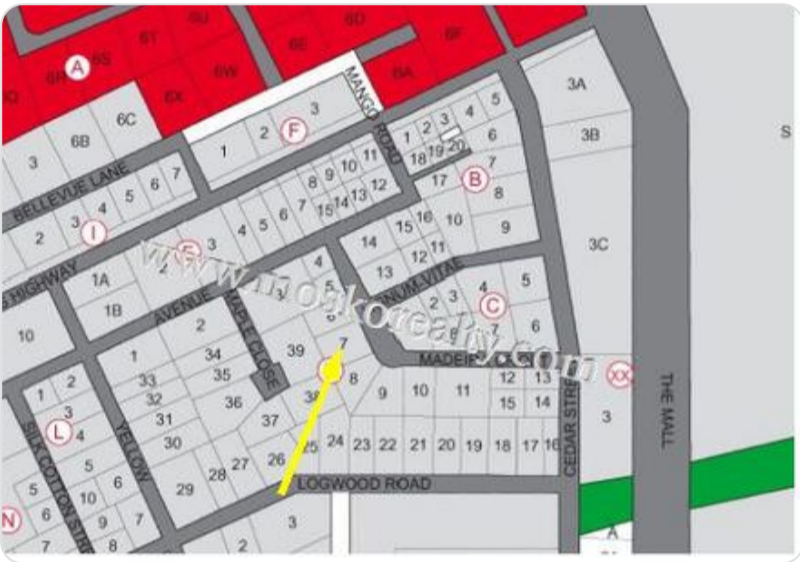 6U
6D
6T
6E
6F
6S
A
6R
6W
6A
6X
3A
6C
3
5
4
6B
F
2
3
2
1
3B
MANGO ROAD
1
6
3
11
18
19
20
7
10
7
9
6
17
B
8
5
8
12
BELLEVUE LANE
4
13
3
7
14
16
8
I
6
15
10
2
5
15
9
4
3
14
11
3C
12
www.moskorealty.com
4
13
HIGHWAY
1A
5
5
4
3
C
2
1B
AVENUE
2
6
7
MAPLE CLOSE
10
1
34
39
MADEIRA
XX
33
35
8
12
13
1
2
32
36
38
9
10
11
15
14
3
3
31
37
L
4
30
25
24
23
22
21
20
19
18
17
16
CEDAR STREET
THE MALL
YELLOW
26
5
27
28
SILK COTTON STREET
29
LOGWOOD ROAD
5
10
6
6
9
7
N
7
8
2
3
A